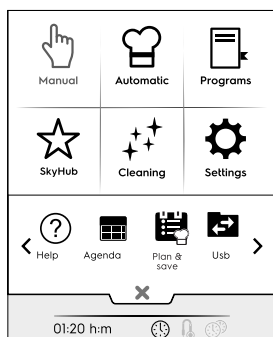 Manual Automatic Programs
SkyHub Cleaning Settings
Help Agenda Plan & save Usb
01:20 h:m